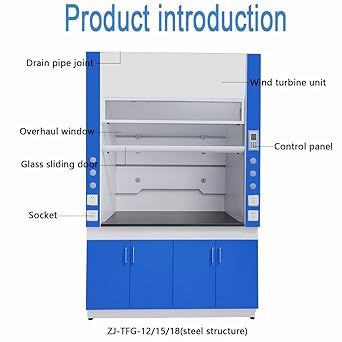 Product introduction
Drain pipe joint
Wind turbine unit
Overhaul window
Control panel
Glass sliding door
Socket
ZJ-TFG-12/15/18(steel structure)